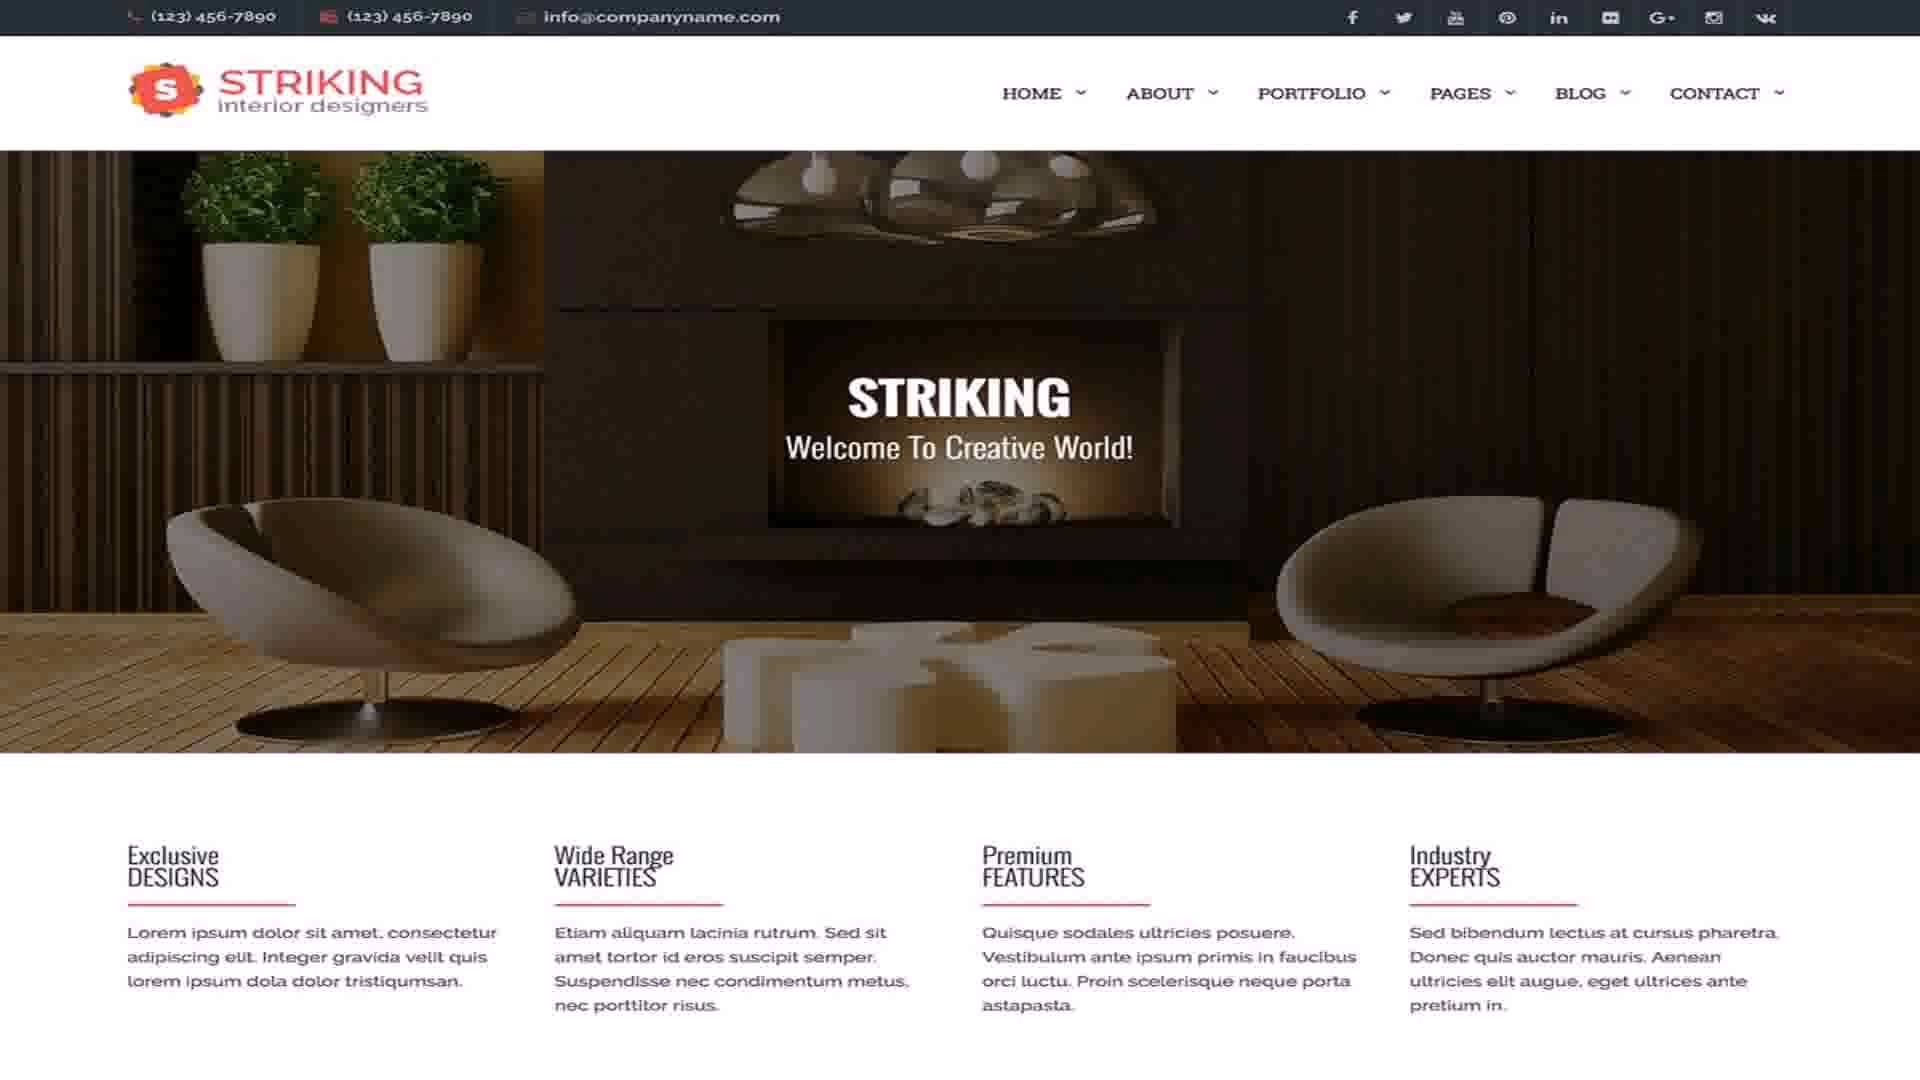 (123) 456-7890 (123) 456-7890 info@companyname.com
S STRIKING
interior designers
HOME ABOUT PORTFOLIO PAGES BLOG CONTACT
STRIKING
Welcome To Creative World!
Exclusive
DESIGNS
Lorem ipsum dolor sit amet, consectetur
adipiscing elit. Integer gravida velit quis
lorem ipsum dola dolor tristiqumsan.
Wide Range
VARIETIES
Etiam aliquam lacinia rutrum. Sed sit
amet tortor id eros suscipit semper.
Suspendisse nec condimentum metus,
nec porttitor risus.
Premium
FEATURES
Quisque sodales ultricies posuere.
Vestibulum ante ipsum primis in faucibus
orci luctu. Proin scelerisque neque porta
astapasta.
Industry
EXPERTS
Sed bibendum lectus at cursus pharetra.
Donec quis auctor mauris. Aenean
ultricies elit augue, eget ultrices ante
pretium in.